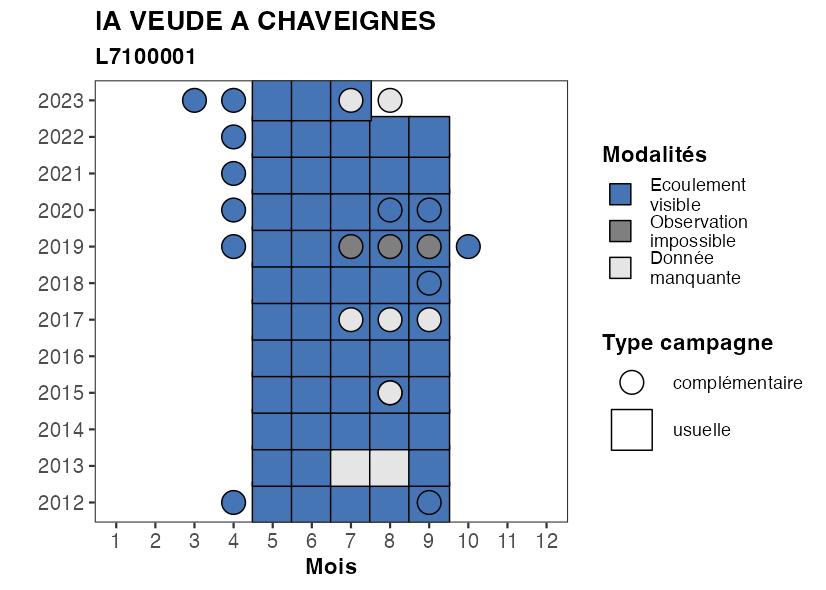 IA VEUDE A CHAVEIGNES
L7100001
2023
2022
2021
2020
2019
2018
2017
2016
2015
2014
2013
2012
1 2 3 4 5 6 7 8 9 10 11 12
Mois
Modalités
Ecoulement
visible
Observation
impossible
Donnée
manquante
Type campagne
complémentaire
usuelle